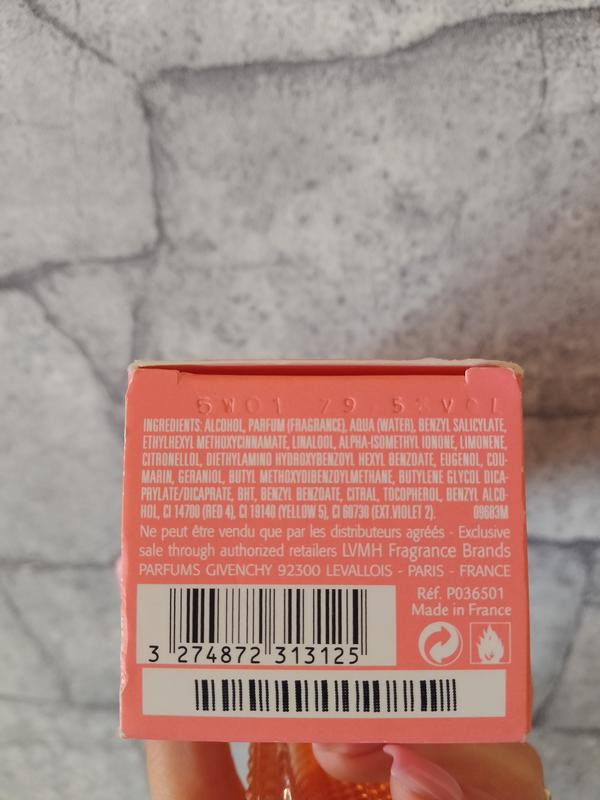 5W01 79,5% VOL
INGREDIENTS: ALCOHOL, PARFUM (FRAGRANCE), AQUA (WATER), BENZYL SALICYLATE,
ETHYLHEXYL METHOXYCINNAMATE, LINALOOL, ALPHA-ISOMETHYL IONONE, LIMONENE,
CITRONELLOL, DIETHYLAMINO HYDROXYBENZOYL HEXYL BENZOATE, EUGENOL, COU-
MARIN, GERANIOL, BUTYL METHOXYDIBENZOYLMETHANE, BUTYLENE GLYCOL DICA-
PRYLATE/DICAPRATE, BHT, BENZYL BENZOATE, CITRAL, TOCOPHEROL, BENZYL ALCO-
HOL, CI 14700 (RED 4), CI 19140 (YELLOW 5), CI 60730 (EXT.VIOLET 2). 09683M
Ne peut être vendu que par les distributeurs agréés - Exclusive
sale through authorized retailers LVMH Fragrance Brands
PARFUMS GIVENCHY 92300 LEVALLOIS - PARIS - FRANCE
Réf. P036501
Made in France
3 274872 313125